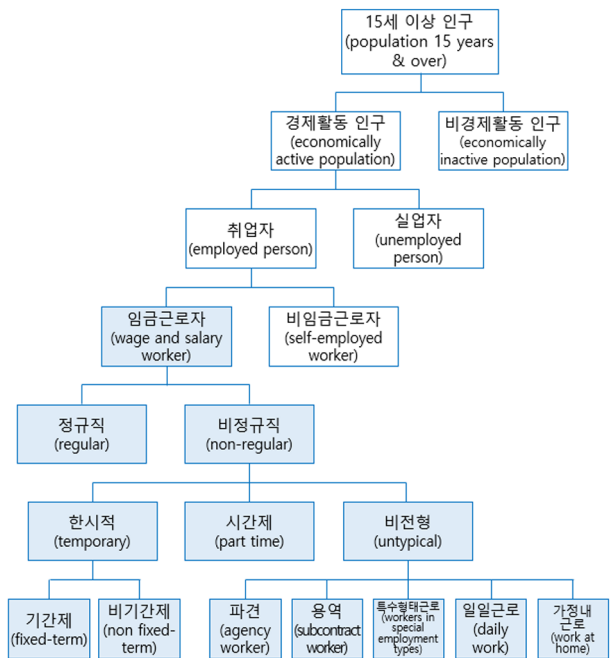 15세 이상 인구
(population 15 years
& over)
경제활동 인구
(economically
active population)
비경제활동 인구
(economically
inactive population)
취업자
(employed person)
실업자
(unemployed
person)
임금근로자
(wage and salary
worker)
비임금근로자
(self-employed
worker)
정규직
(regular)
비정규직
(non-regular)
한시적
(temporary)
시간제
(part time)
비전형
(untypical)
기간제
(fixed-term)
비기간제
(non fixed-
term)
파견
(agency
worker)
용역
(subcontract
worker)
특수형태근로
(workers in
special
employment
types)
일일근로
(daily
work)
가정내
근로
(work at
home)